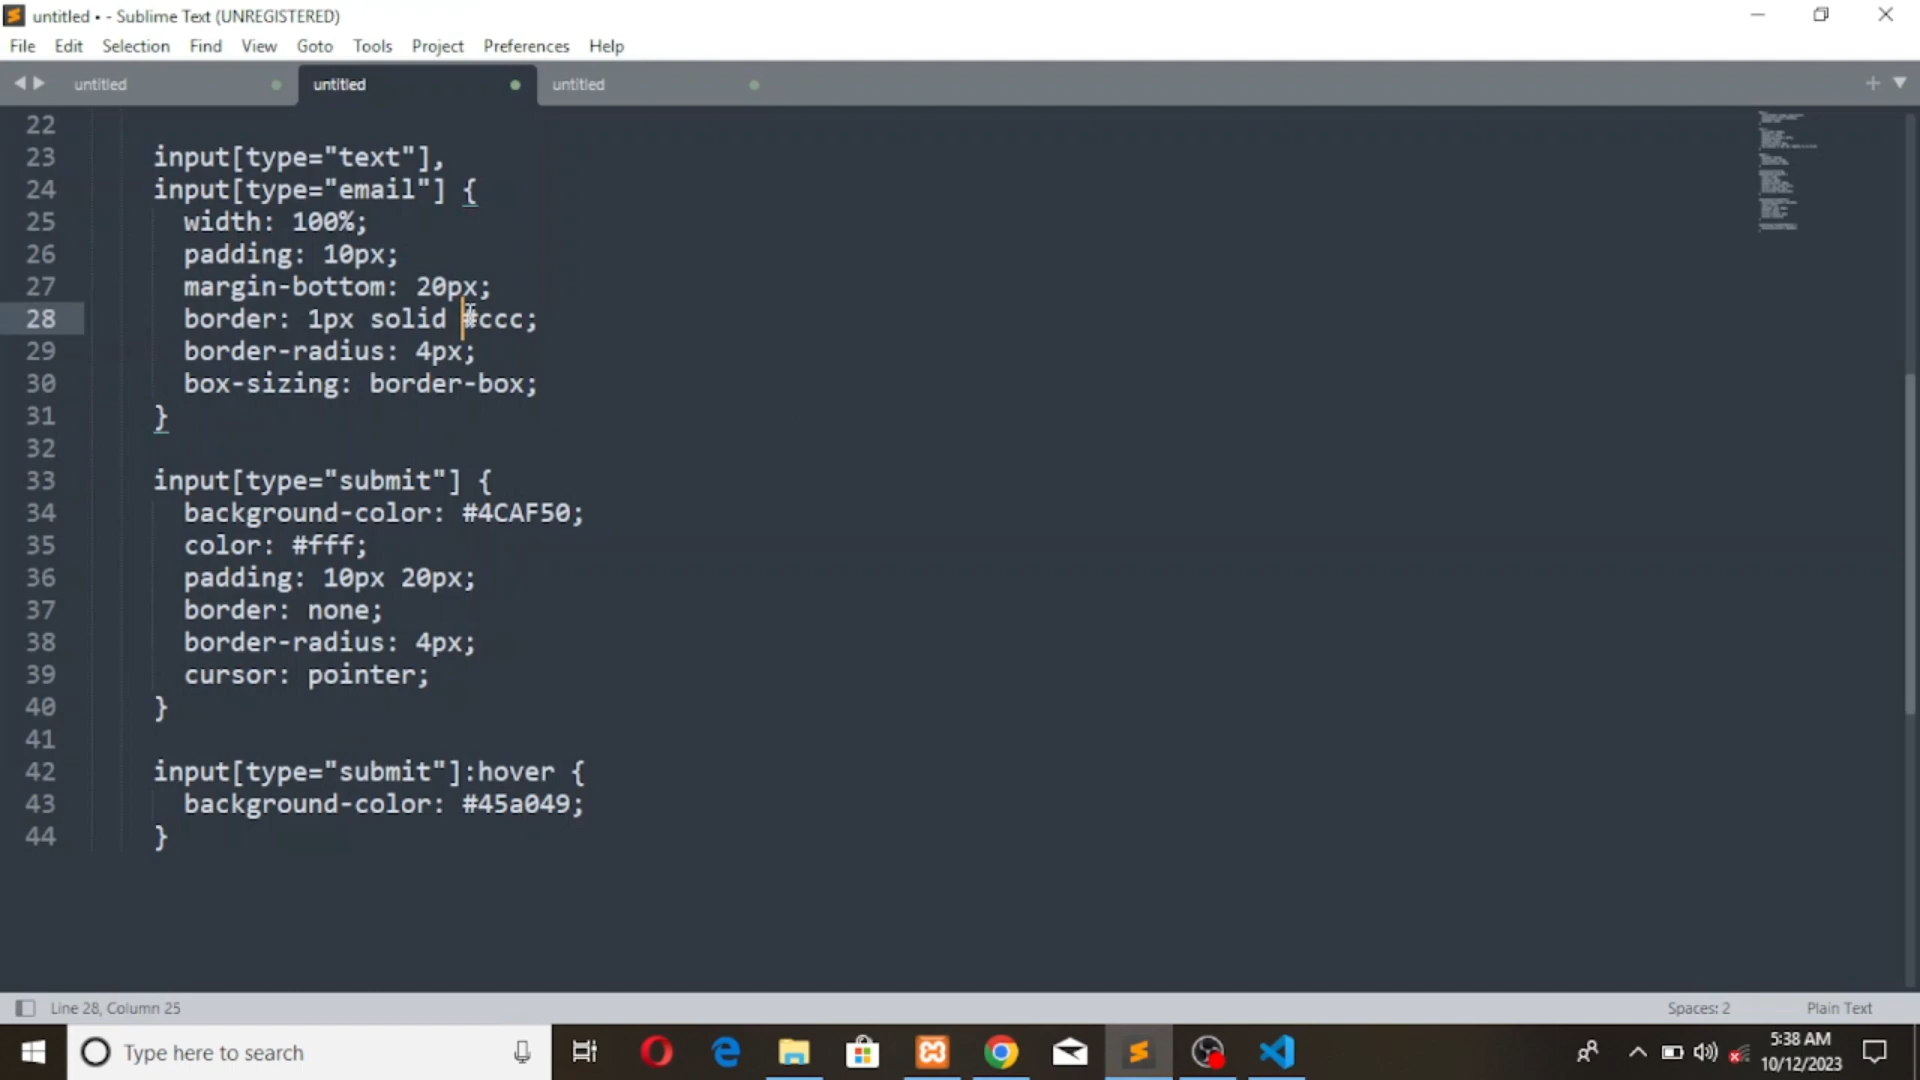 untitled • - Sublime Text (UNREGISTERED)
File Edit Selection Find View Goto Tools Project Preferences Help
untitled untitled untitled
22
23 input[type="text"],
24 input[type="email"] {
25 width: 100%;
26 padding: 10px;
27 margin-bottom: 20px;
28 border: 1px solid #ccc;
29 border-radius: 4px;
30 box-sizing: border-box;
31 }
32
33 input[type="submit"] {
34 background-color: #4CAF50;
35 color: #fff;
36 padding: 10px 20px;
37 border: none;
38 border-radius: 4px;
39 cursor: pointer;
40 }
41
42 input[type="submit"]:hover {
43 background-color: #45a049;
44 }
Line 28, Column 25 Spaces: 2 Plain Text
Type here to search
5:38 AM
10/12/2023